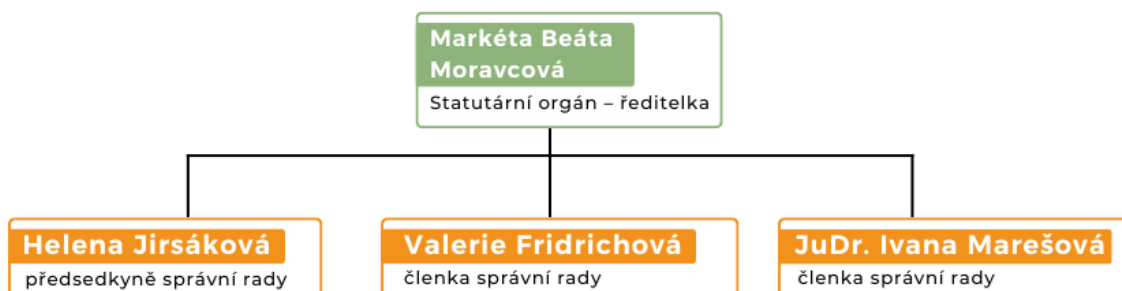 Markéta Beáta
Moravcová
Statutární orgán – ředitelka
Helena Jirsáková
předsedkyně správní rady
Valerie Fridrichová
členka správní rady
JuDr. Ivana Marešová
členka správní rady